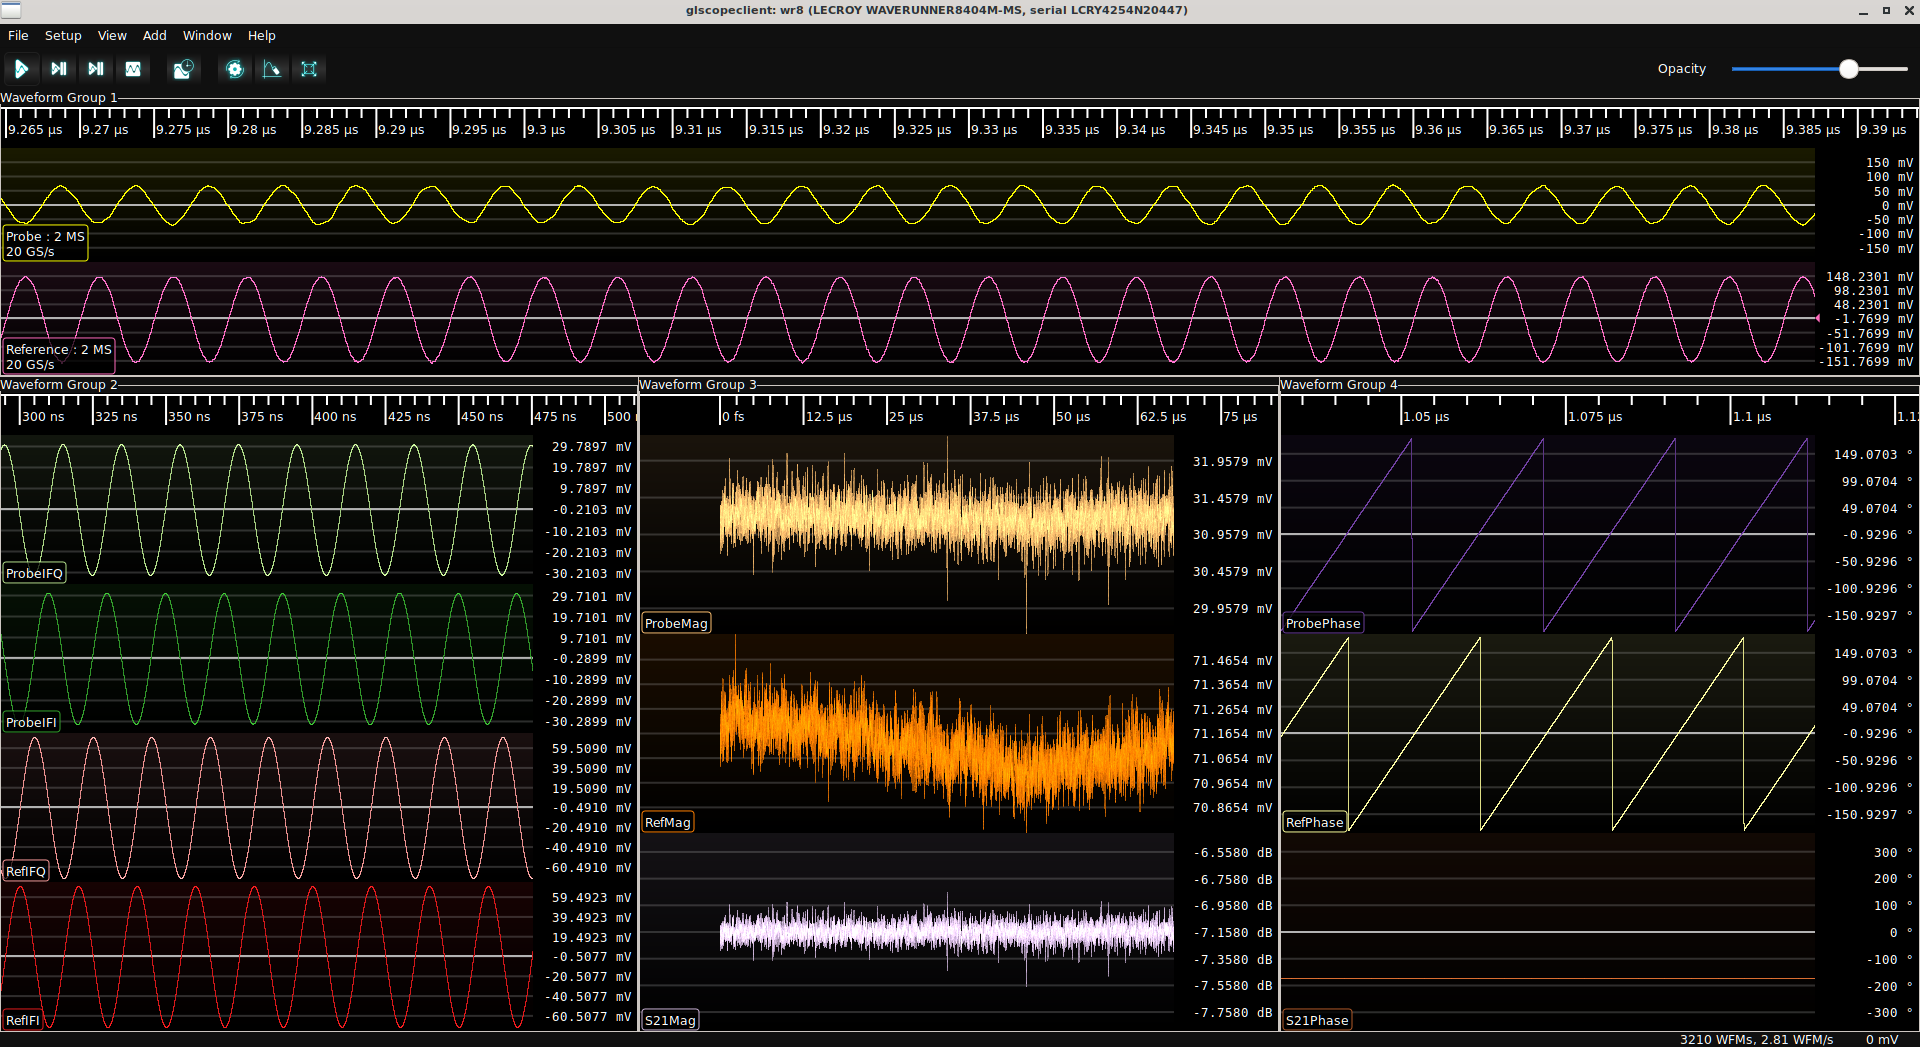 glscopeclient: wr8 (LECROY WAVERUNNER8404M-MS, serial LCRY4254N20447)
File Setup View Add Window Help
Opacity
Waveform Group 1
9.265 µs 9.27 µs 9.275 µs 9.28 µs 9.285 µs 9.29 µs 9.295 µs 9.3 µs 9.305 µs 9.31 µs 9.315 µs 9.32 µs 9.325 µs 9.33 µs 9.335 µs 9.34 µs 9.345 µs 9.35 µs 9.355 µs 9.36 µs 9.365 µs 9.37 µs 9.375 µs 9.38 µs 9.385 µs 9.39 µs
150 mV
100 mV
50 mV
0 mV
-50 mV
-100 mV
-150 mV
Probe : 2 MS
20 GS/s
148.2301 mV
98.2301 mV
48.2301 mV
-1.7699 mV
-51.7699 mV
-101.7699 mV
-151.7699 mV
Reference : 2 MS
20 GS/s
Waveform Group 2
300 ns 325 ns 350 ns 375 ns 400 ns 425 ns 450 ns 475 ns 500
29.7897 mV
19.7897 mV
9.7897 mV
-0.2103 mV
-10.2103 mV
-20.2103 mV
-30.2103 mV
ProbeIFQ
29.7101 mV
19.7101 mV
9.7101 mV
-0.2899 mV
-10.2899 mV
-20.2899 mV
-30.2899 mV
ProbeIFI
59.5090 mV
39.5090 mV
19.5090 mV
-0.4910 mV
-20.4910 mV
-40.4910 mV
-60.4910 mV
RefIFQ
59.4923 mV
39.4923 mV
19.4923 mV
-0.5077 mV
-20.5077 mV
-40.5077 mV
-60.5077 mV
RefIFI
Waveform Group 3
0 fs 12.5 µs 25 µs 37.5 µs 50 µs 62.5 µs 75 µs
31.9579 mV
31.4579 mV
30.9579 mV
30.4579 mV
29.9579 mV
ProbeMag
71.4654 mV
71.3654 mV
71.2654 mV
71.1654 mV
71.0654 mV
70.9654 mV
70.8654 mV
RefMag
-6.5580 dB
-6.7580 dB
-6.9580 dB
-7.1580 dB
-7.3580 dB
-7.5580 dB
-7.7580 dB
S21Mag
Waveform Group 4
1.05 µs 1.075 µs 1.1 µs
149.0703 °
99.0704 °
49.0704 °
-0.9296 °
-50.9296 °
-100.9296 °
-150.9297 °
ProbePhase
149.0703 °
99.0704 °
49.0704 °
-0.9296 °
-50.9296 °
-100.9296 °
-150.9297 °
RefPhase
300 °
200 °
100 °
0 °
-100 °
-200 °
-300 °
S21Phase
3210 WFMs, 2.81 WFM/s 0 mV